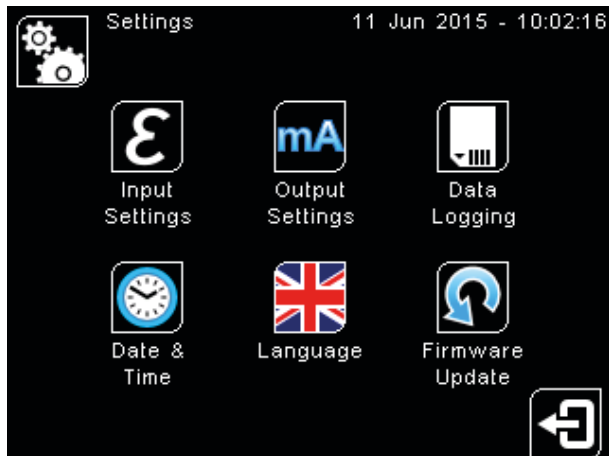 Settings
11 Jun 2015 - 10:02:16
ε
mA
Input
Settings
Output
Settings
Data
Logging
Date &
Time
Language
Firmware
Update